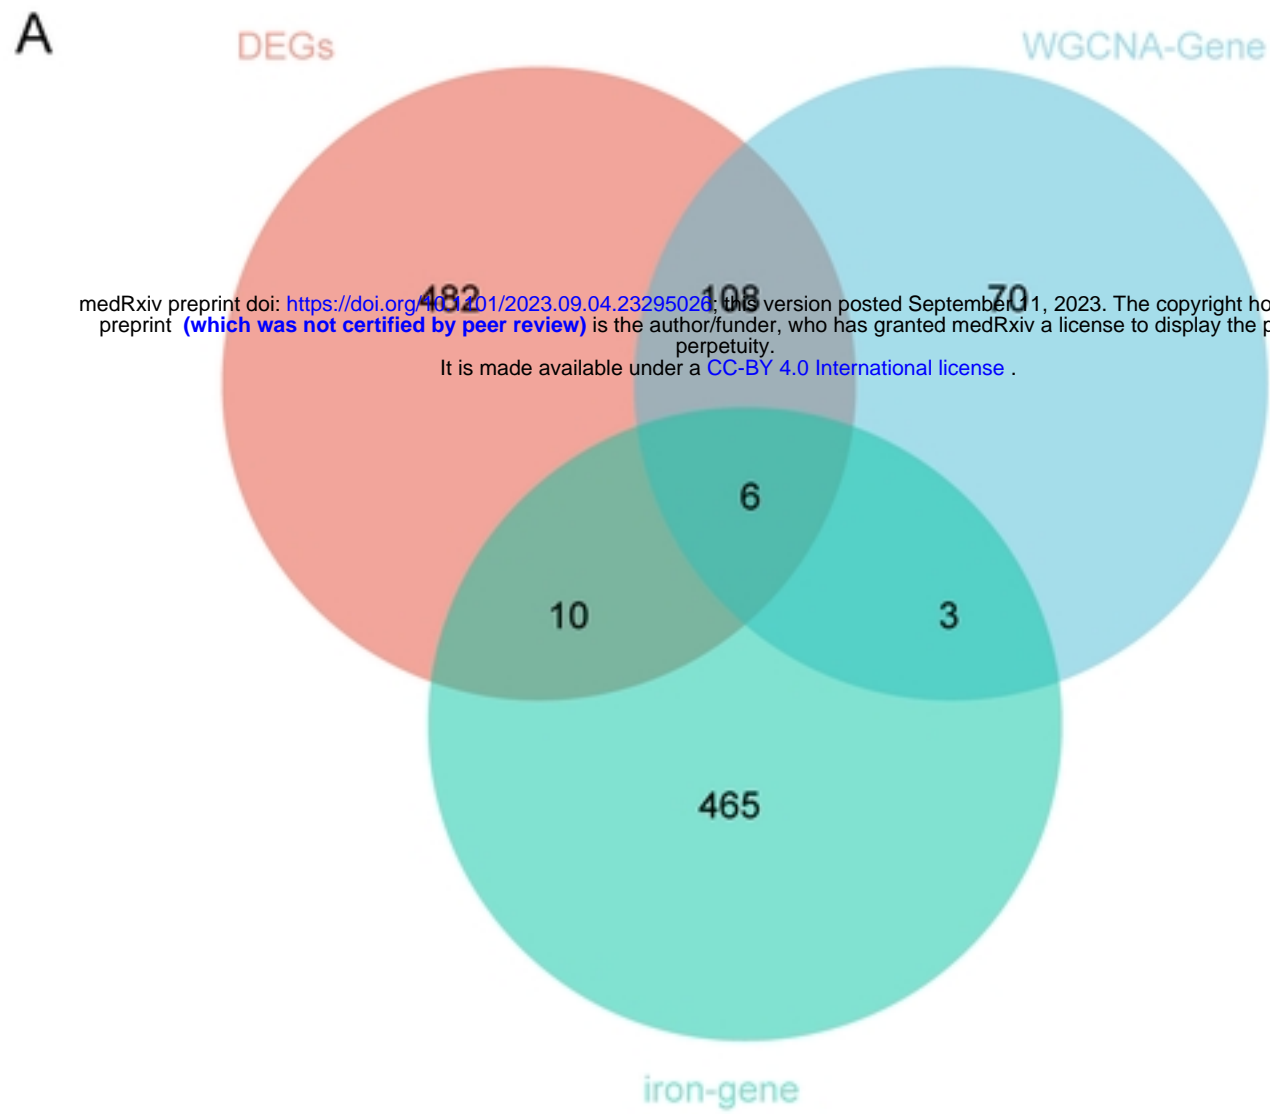 A
DEGs
WGCNA-Gene
482
108
70
medRxiv preprint doi: https://doi.org/10.1101/2023.09.04.23295026; this version posted September 11, 2023. The copyright ho
preprint (which was not certified by peer review) is the author/funder, who has granted medRxiv a license to display the p
perpetuity.
It is made available under a CC-BY 4.0 International license .
6
10
3
465
iron-gene